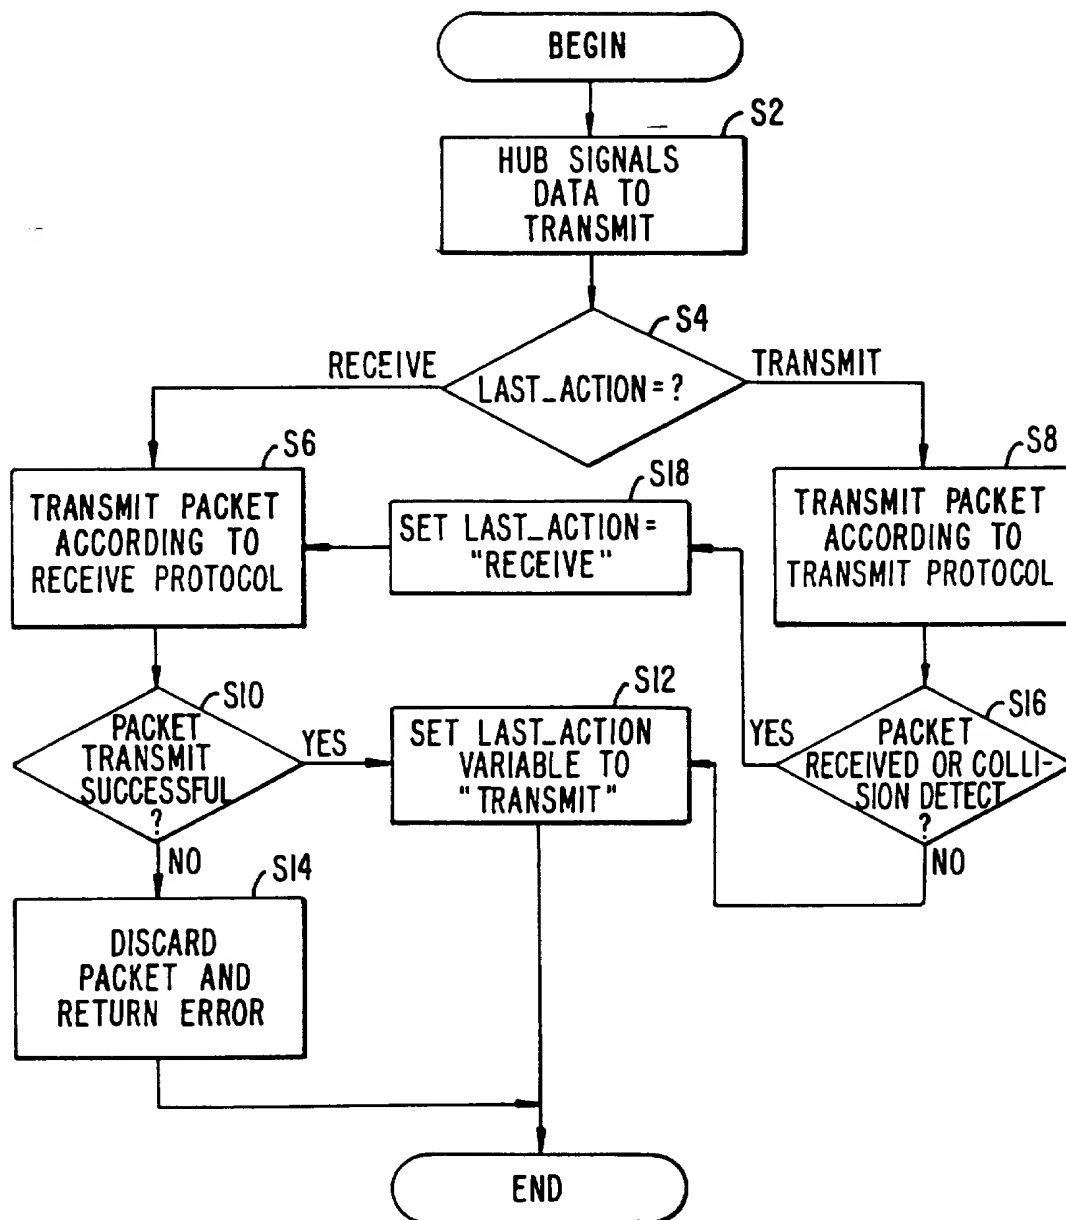 BEGIN
S2
HUB SIGNALS
DATA TO
TRANSMIT
S4
RECEIVE
TRANSMIT
LAST_ACTION=?
S6
TRANSMIT PACKET
ACCORDING TO
RECEIVE PROTOCOL
S18
SET LAST_ACTION=
"RECEIVE"
S8
TRANSMIT PACKET
ACCORDING TO
TRANSMIT PROTOCOL
S10
PACKET
TRANSMIT
SUCCESSFUL
?
YES
NO
S12
SET LAST_ACTION
VARIABLE TO
"TRANSMIT"
S16
YES
PACKET
RECEIVED OR COLLI-
SION DETECT
?
NO
S14
DISCARD
PACKET AND
RETURN ERROR
END